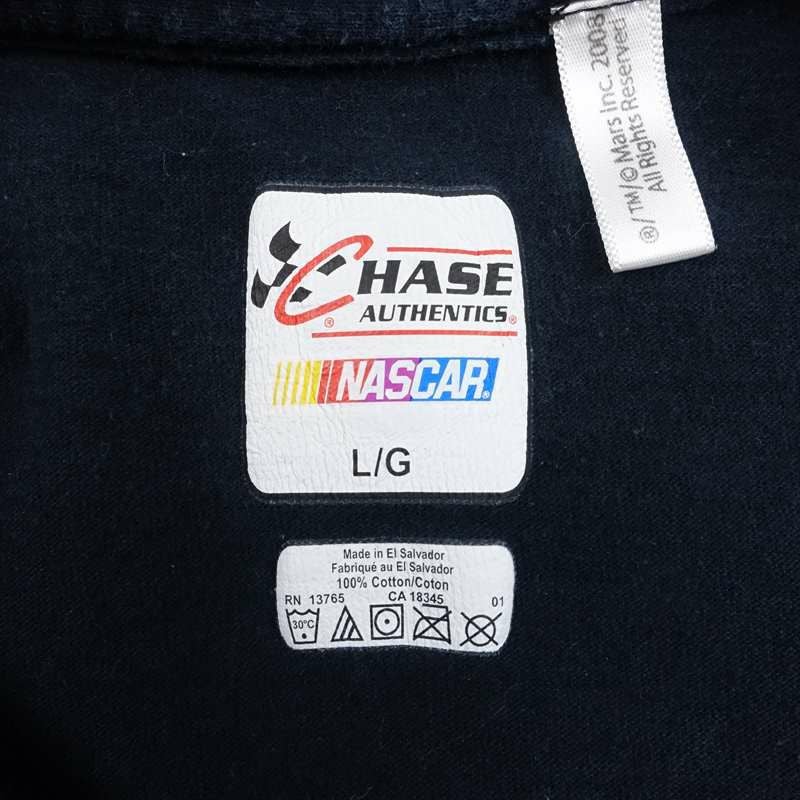 ®/™/© Mars Inc. 2008
All Rights Reserved
CHASE
AUTHENTICS®
NASCAR®
L/G
Made in El Salvador
Fabriqué au El Salvador
100% Cotton/Coton
RN 13765 CA 18345 01
30°C